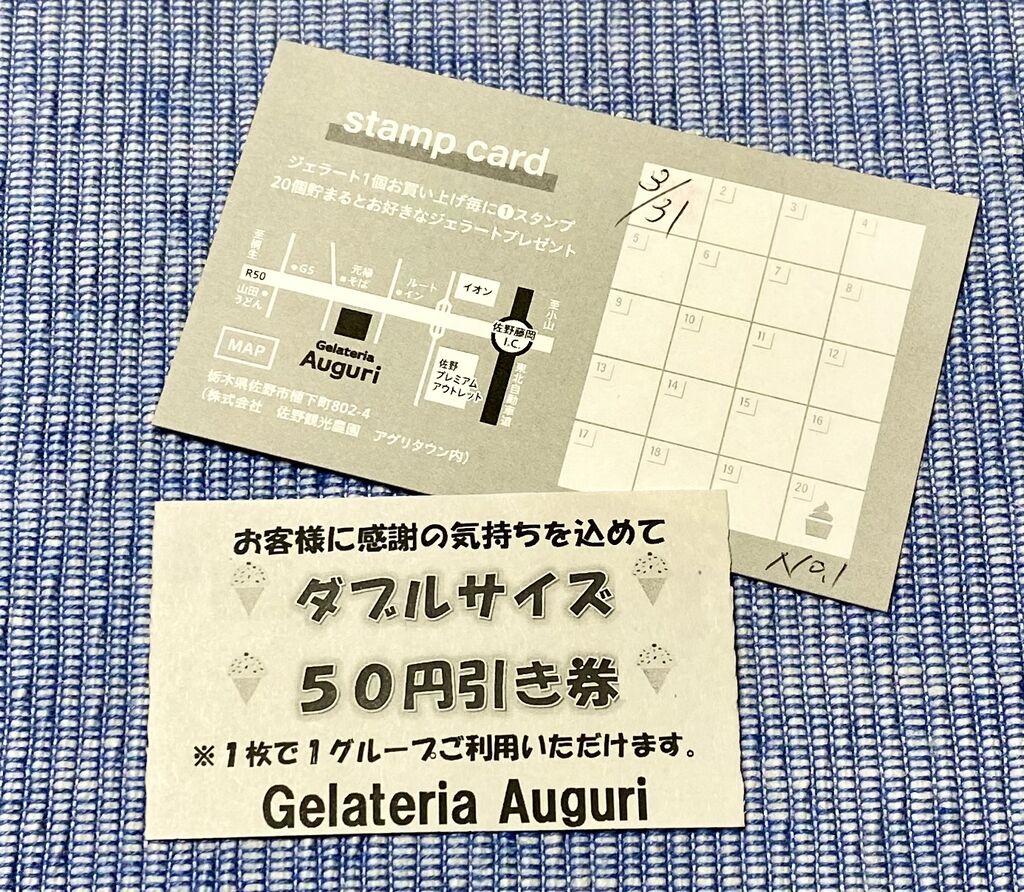 stamp card
ジェラート1個お買い上げ毎に❶スタンプ
20個貯まるとお好きなジェラートプレゼント
至桐生
R50
GS
元禄
そば
ルート
イン
イオン
至小山
山田
うどん
佐野藤岡
I.C.
Gelateria
Auguri
佐野
プレミアム
アウトレット
東北自動車道
MAP
栃木県佐野市植下町802-4
(株式会社 佐野観光農園 アグリタウン内)
3/31
2
3
4
5
6
7
8
9
10
11
12
13
14
15
16
17
18
19
20
No.1
お客様に感謝の気持ちを込めて
ダブルサイズ
50円引き券
※1枚で1グループご利用いただけます。
Gelateria Auguri